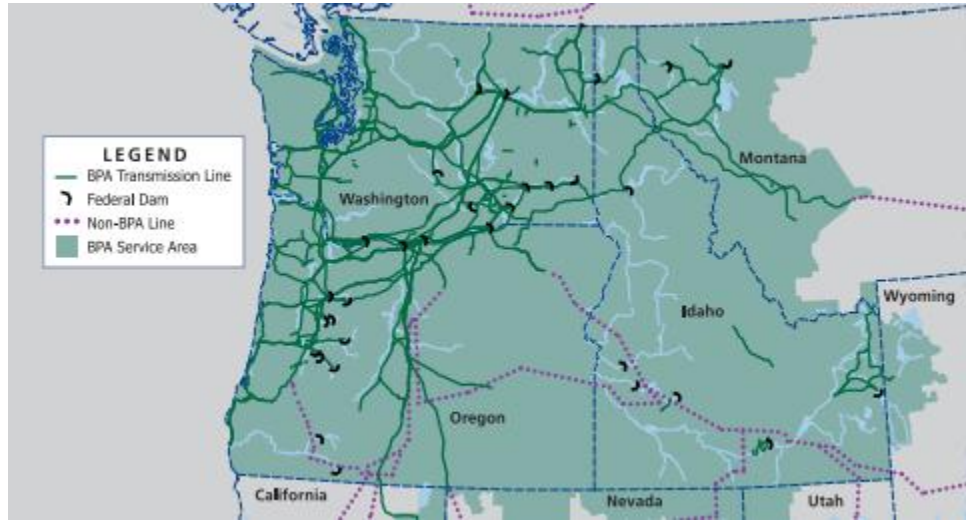 LEGEND
BPA Transmission Line
Federal Dam
Non-BPA Line
BPA Service Area
Washington
Montana
Wyoming
Idaho
Oregon
California
Nevada
Utah